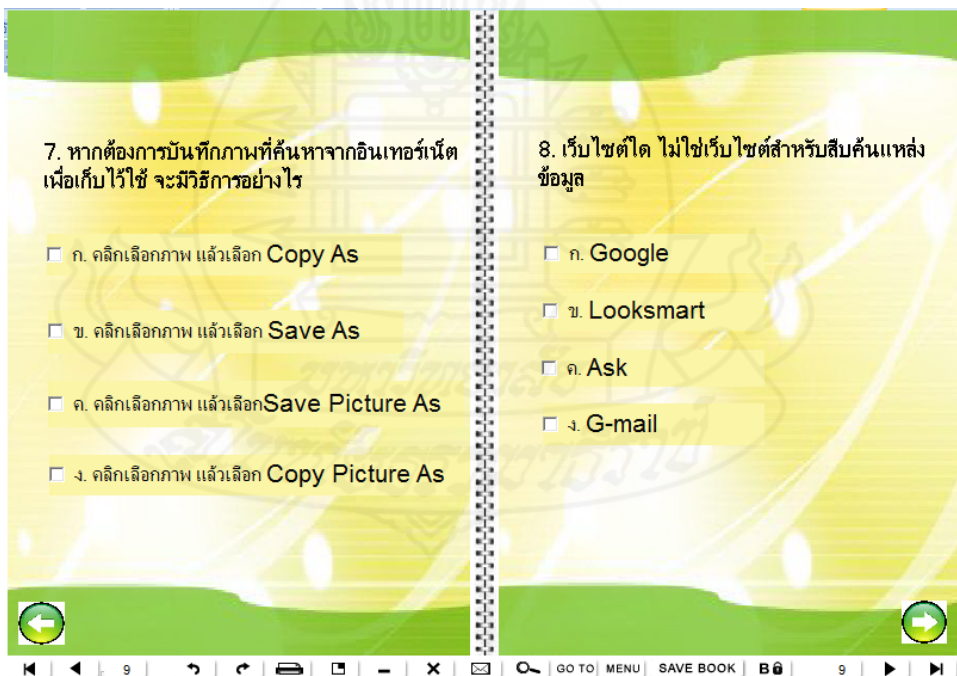 7. หากต้องการบันทึกภาพที่ค้นหาจากอินเทอร์เน็ต
เพื่อเก็บไว้ใช้ จะมีวิธีการอย่างไร
ก. คลิกเลือกภาพ แล้วเลือก Copy As
ข. คลิกเลือกภาพ แล้วเลือก Save As
ค. คลิกเลือกภาพ แล้วเลือกSave Picture As
ง. คลิกเลือกภาพ แล้วเลือก Copy Picture As
8. เว็บไซต์ใด ไม่ใช่เว็บไซต์สำหรับสืบค้นแหล่ง
ข้อมูล
ก. Google
ข. Looksmart
ค. Ask
ง. G-mail
9 GO TO MENU SAVE BOOK B 9